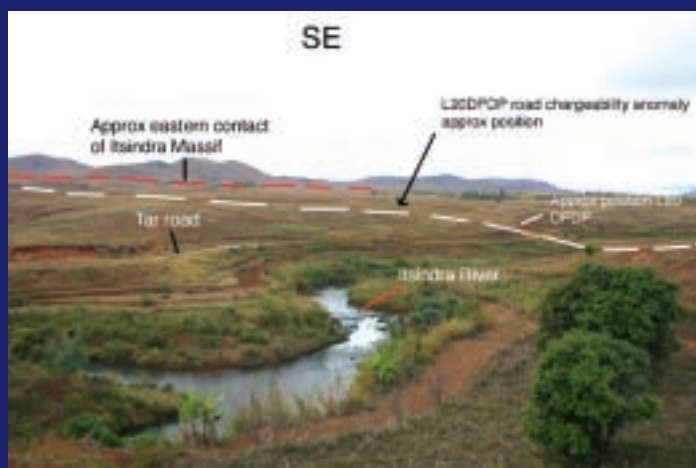 SE
L20DPDP road chargeability anomaly
approx position
Approx eastern contact
of Itsindra Massif
Approx position L20
DPDP
Tar road
Itsindra River